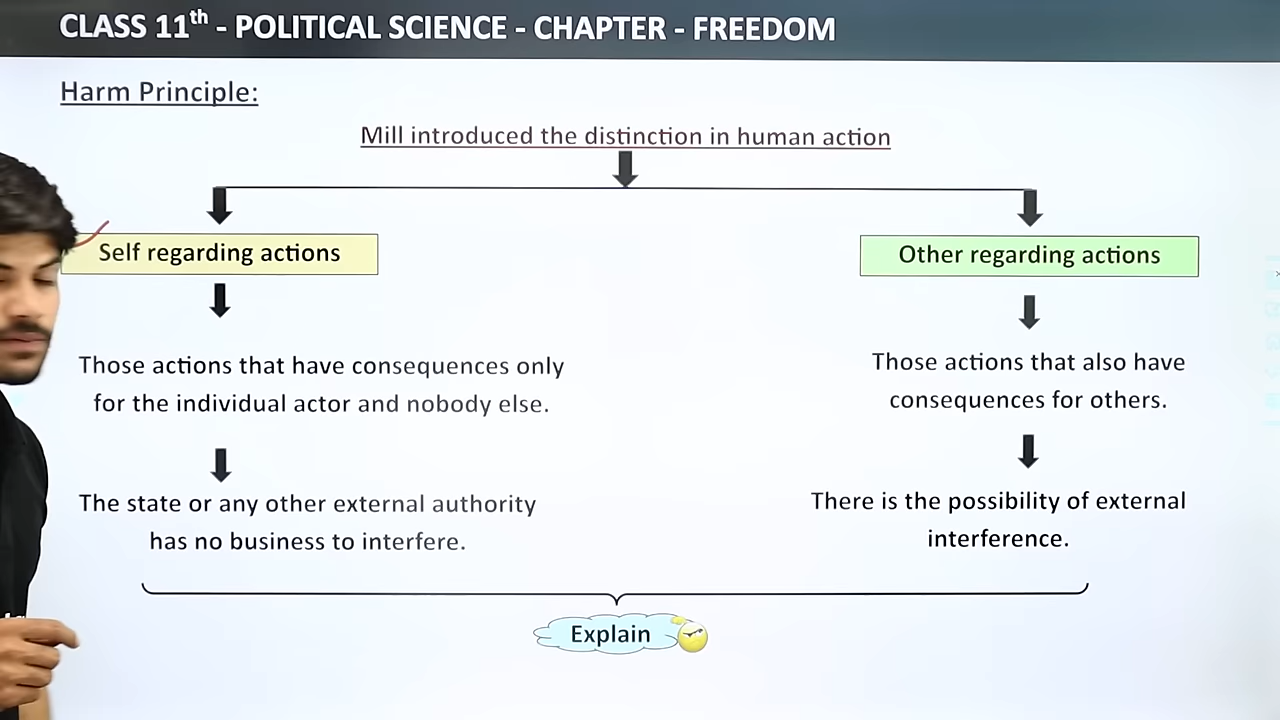 CLASS 11th - POLITICAL SCIENCE - CHAPTER - FREEDOM
Harm Principle:
Mill introduced the distinction in human action
Self regarding actions
Those actions that have consequences only
for the individual actor and nobody else.
The state or any other external authority
has no business to interfere.
Other regarding actions
Those actions that also have
consequences for others.
There is the possibility of external
interference.
Explain